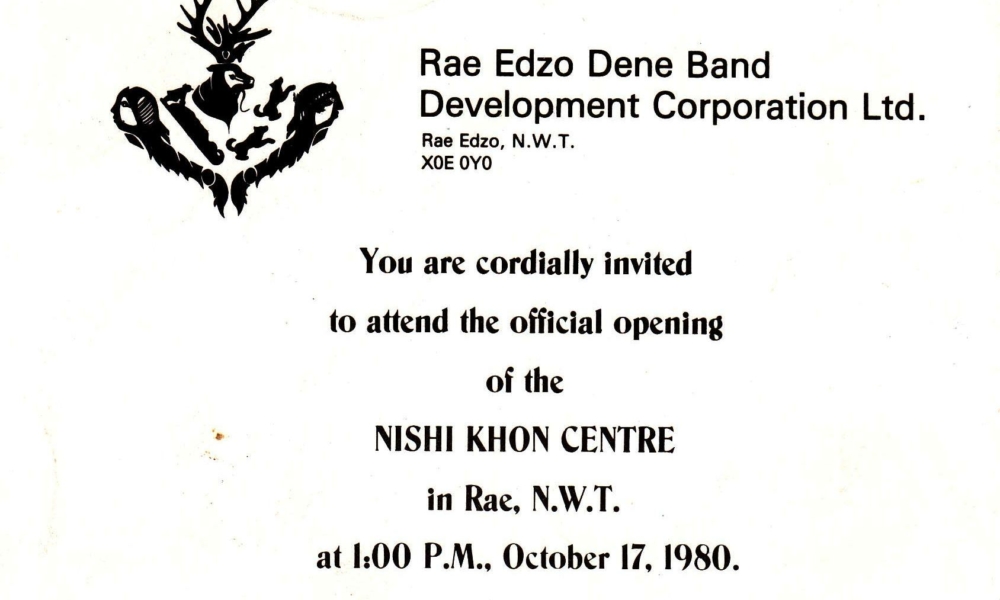 Rae Edzo Dene Band
Development Corporation Ltd.
Rae Edzo, N.W.T.
X0E 0Y0
You are cordially invited
to attend the official opening
of the
NISHI KHON CENTRE
in Rae, N.W.T.
at 1:00 P.M., October 17, 1980.